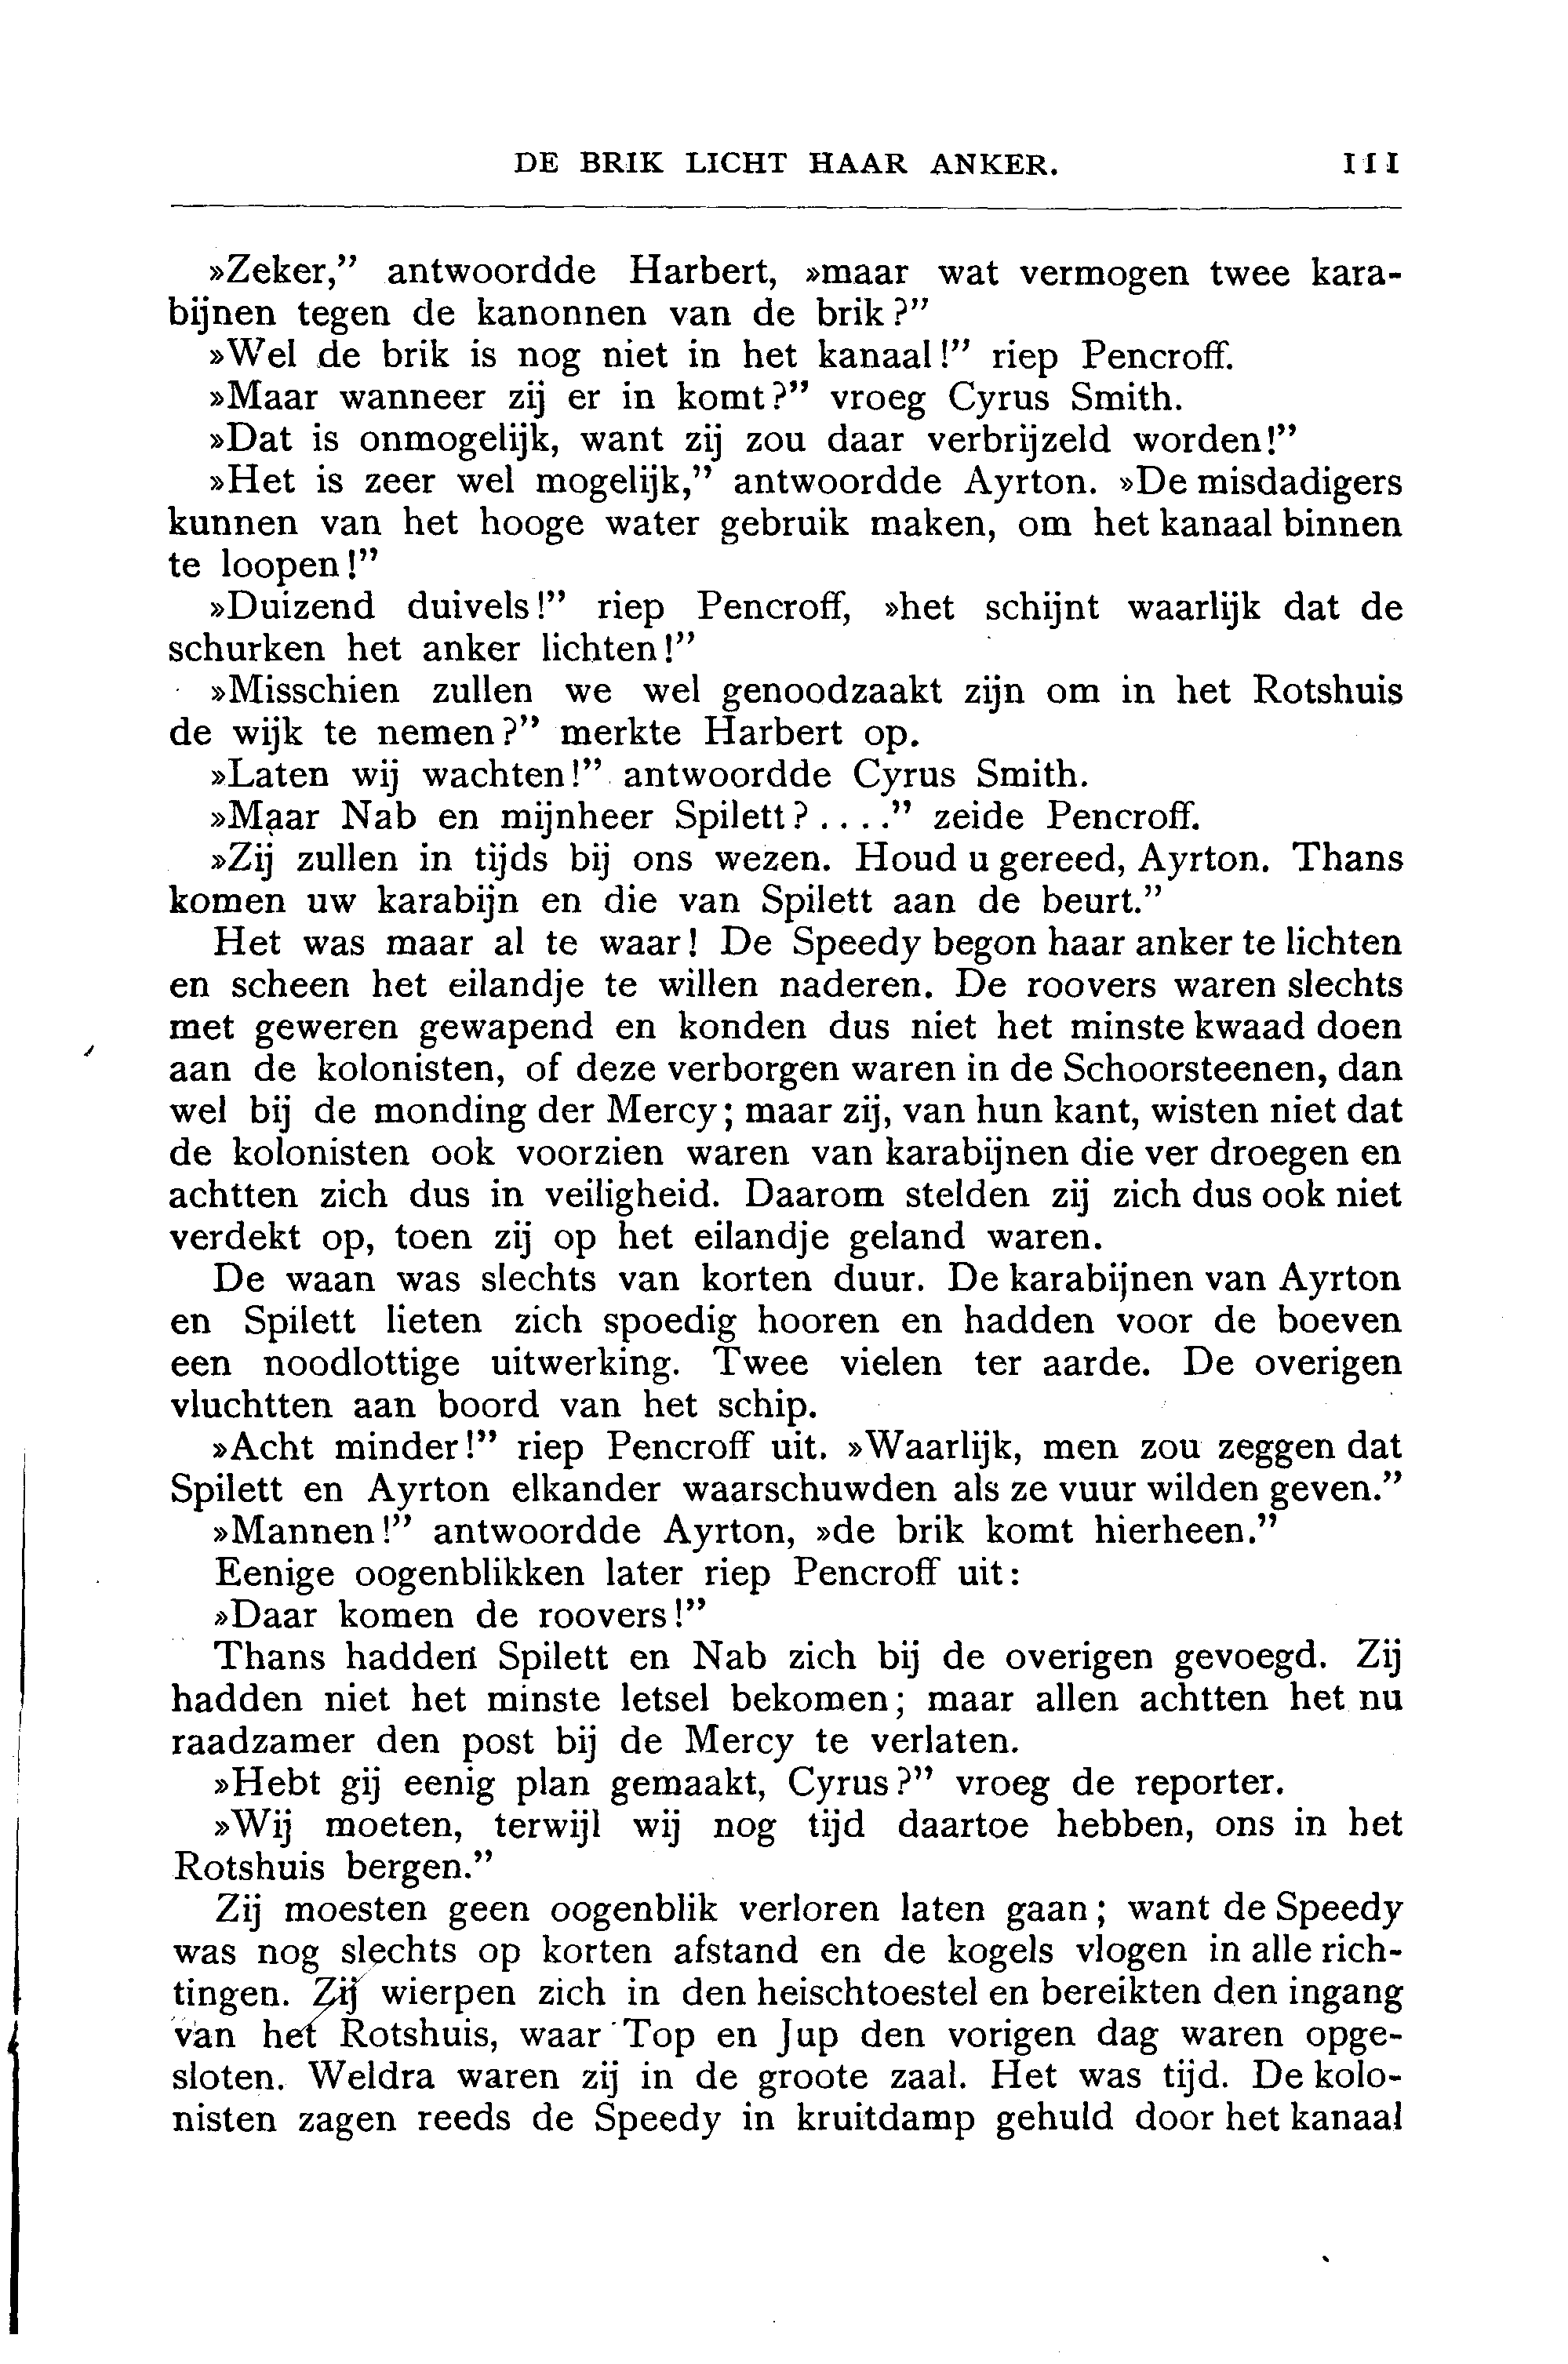 DE BRIK LICHT HAAR ANKER. 111
»Zeker,” antwoordde Harbert, »maar wat vermogen twee kara-
bijnen tegen de kanonnen van de brik?”
»Wel de brik is nog niet in het kanaal!” riep Pencroff.
»Maar wanneer zij er in komt?” vroeg Cyrus Smith.
»Dat is onmogelijk, want zij zou daar verbrijzeld worden!”
»Het is zeer wel mogelijk,” antwoordde Ayrton. »De misdadigers
kunnen van het hooge water gebruik maken, om het kanaal binnen
te loopen!”
»Duizend duivels!” riep Pencroff, »het schijnt waarlijk dat de
schurken het anker lichten!”
»Misschien zullen we wel genoodzaakt zijn om in het Rotshuis
de wijk te nemen?” merkte Harbert op.
»Laten wij wachten!” antwoordde Cyrus Smith.
»Maar Nab en mijnheer Spilett?....” zeide Pencroff.
»Zij zullen in tijds bij ons wezen. Houd u gereed, Ayrton. Thans
komen uw karabijn en die van Spilett aan de beurt.”
Het was maar al te waar! De Speedy begon haar anker te lichten
en scheen het eilandje te willen naderen. De roovers waren slechts
met geweren gewapend en konden dus niet het minste kwaad doen
aan de kolonisten, of deze verborgen waren in de Schoorsteenen, dan
wel bij de monding der Mercy; maar zij, van hun kant, wisten niet dat
de kolonisten ook voorzien waren van karabijnen die ver droegen en
achtten zich dus in veiligheid. Daarom stelden zij zich dus ook niet
verdekt op, toen zij op het eilandje geland waren.
De waan was slechts van korten duur. De karabijnen van Ayrton
en Spilett lieten zich spoedig hooren en hadden voor de boeven
een noodlottige uitwerking. Twee vielen ter aarde. De overigen
vluchtten aan boord van het schip.
»Acht minder!” riep Pencroff uit. »Waarlijk, men zou zeggen dat
Spilett en Ayrton elkander waarschuwden als ze vuur wilden geven.”
»Mannen!” antwoordde Ayrton, »de brik komt hierheen.”
Eenige oogenblikken later riep Pencroff uit:
»Daar komen de roovers!”
Thans hadden Spilett en Nab zich bij de overigen gevoegd. Zij
hadden niet het minste letsel bekomen; maar allen achtten het nu
raadzamer den post bij de Mercy te verlaten.
»Hebt gij eenig plan gemaakt, Cyrus?” vroeg de reporter.
»Wij moeten, terwijl wij nog tijd daartoe hebben, ons in het
Rotshuis bergen.”
Zij moesten geen oogenblik verloren laten gaan; want de Speedy
was nog slechts op korten afstand en de kogels vlogen in alle rich-
tingen. Zij wierpen zich in den heischtoestel en bereikten den ingang
van het Rotshuis, waar Top en Jup den vorigen dag waren opge-
sloten. Weldra waren zij in de groote zaal. Het was tijd. De kolo-
nisten zagen reeds de Speedy in kruitdamp gehuld door het kanaal